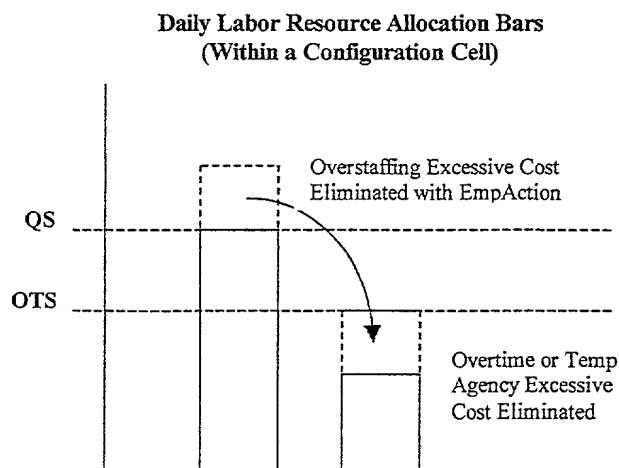 Daily Labor Resource Allocation Bars
(Within a Configuration Cell)
Overstaffing Excessive Cost
Eliminated with EmpAction
QS
OTS
Overtime or Temp
Agency Excessive
Cost Eliminated